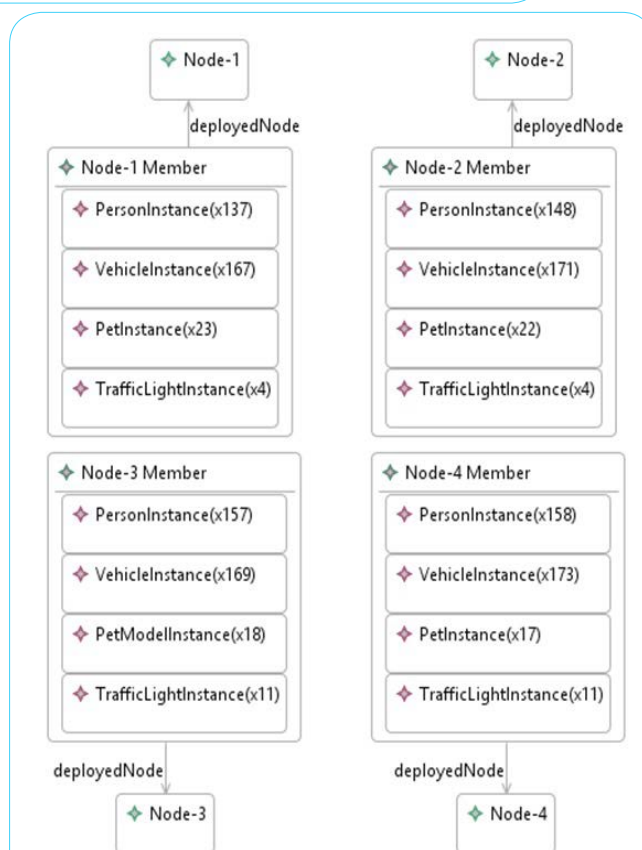 Node-1
Node-2
deployedNode
deployedNode
Node-1 Member
PersonInstance(x137)
VehicleInstance(x167)
PetInstance(x23)
TrafficLightInstance(x4)
Node-2 Member
PersonInstance(x148)
VehicleInstance(x171)
PetInstance(x22)
TrafficLightInstance(x4)
Node-3 Member
PersonInstance(x157)
VehicleInstance(x169)
PetModelInstance(x18)
TrafficLightInstance(x11)
Node-4 Member
PersonInstance(x158)
VehicleInstance(x173)
PetInstance(x17)
TrafficLightInstance(x11)
deployedNode
deployedNode
Node-3
Node-4